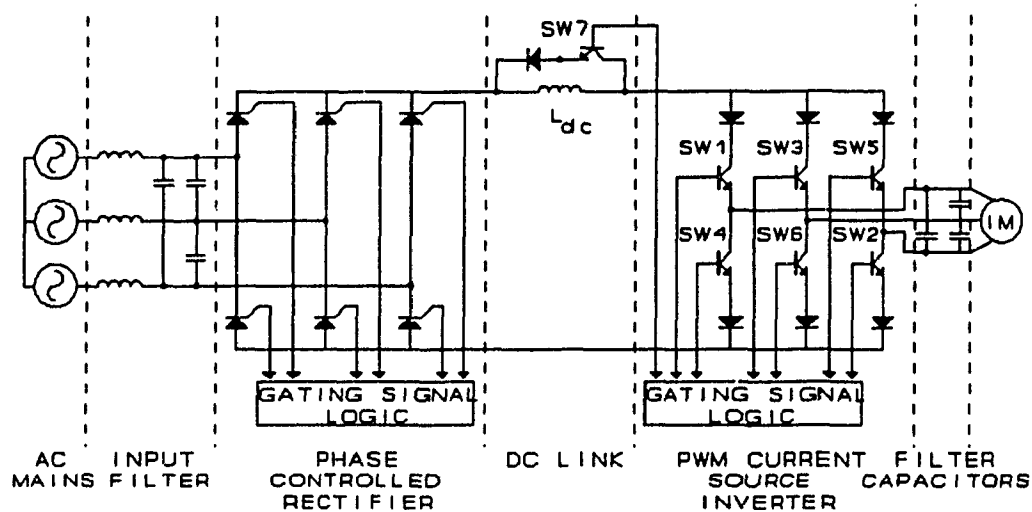 SW7
Ldc
SW1
SW3
SW5
SW4
SW6
SW2
IM
GATING SIGNAL
LOGIC
GATING SIGNAL
LOGIC
AC
MAINS
INPUT
FILTER
PHASE
CONTROLLED
RECTIFIER
DC LINK
PWM CURRENT
SOURCE
INVERTER
FILTER
CAPACITORS